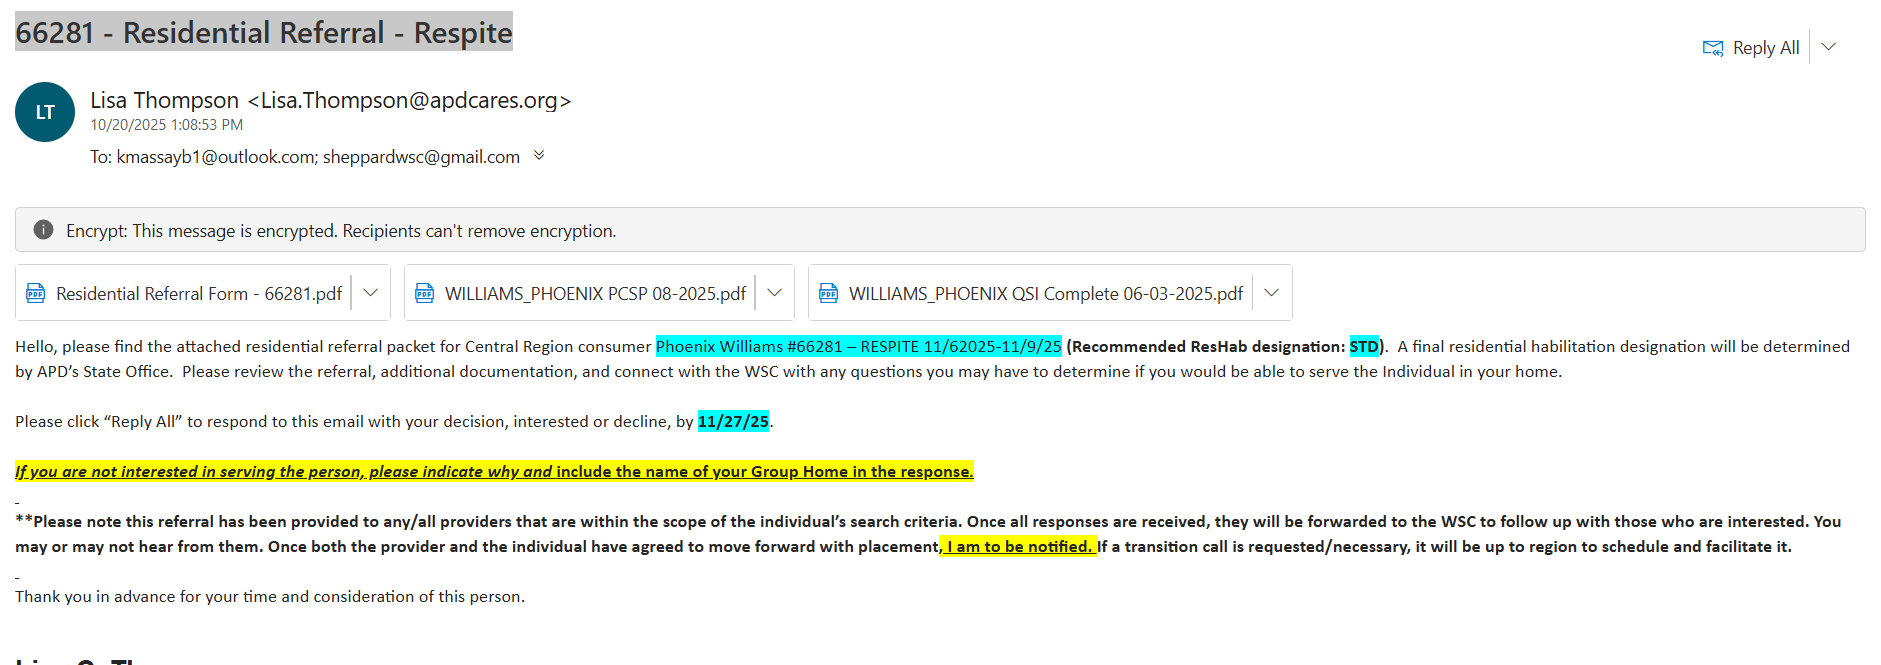 66281 - Residential Referral - Respite
Reply All
LT
Lisa Thompson <Lisa.Thompson@apdcares.org>
10/20/2025 1:08:53 PM
To: kmassayb1@outlook.com; sheppardwsc@gmail.com
Encrypt: This message is encrypted. Recipients can't remove encryption.
PDF Residential Referral Form - 66281.pdf
PDF WILLIAMS_PHOENIX PCSP 08-2025.pdf
PDF WILLIAMS_PHOENIX QSI Complete 06-03-2025.pdf
Hello, please find the attached residential referral packet for Central Region consumer Phoenix Williams #66281 – RESPITE 11/62025-11/9/25 (Recommended ResHab designation: STD). A final residential habilitation designation will be determined
by APD’s State Office. Please review the referral, additional documentation, and connect with the WSC with any questions you may have to determine if you would be able to serve the Individual in your home.
Please click “Reply All” to respond to this email with your decision, interested or decline, by 11/27/25.
If you are not interested in serving the person, please indicate why and include the name of your Group Home in the response.
**Please note this referral has been provided to any/all providers that are within the scope of the individual’s search criteria. Once all responses are received, they will be forwarded to the WSC to follow up with those who are interested. You
may or may not hear from them. Once both the provider and the individual have agreed to move forward with placement, I am to be notified. If a transition call is requested/necessary, it will be up to region to schedule and facilitate it.
Thank you in advance for your time and consideration of this person.